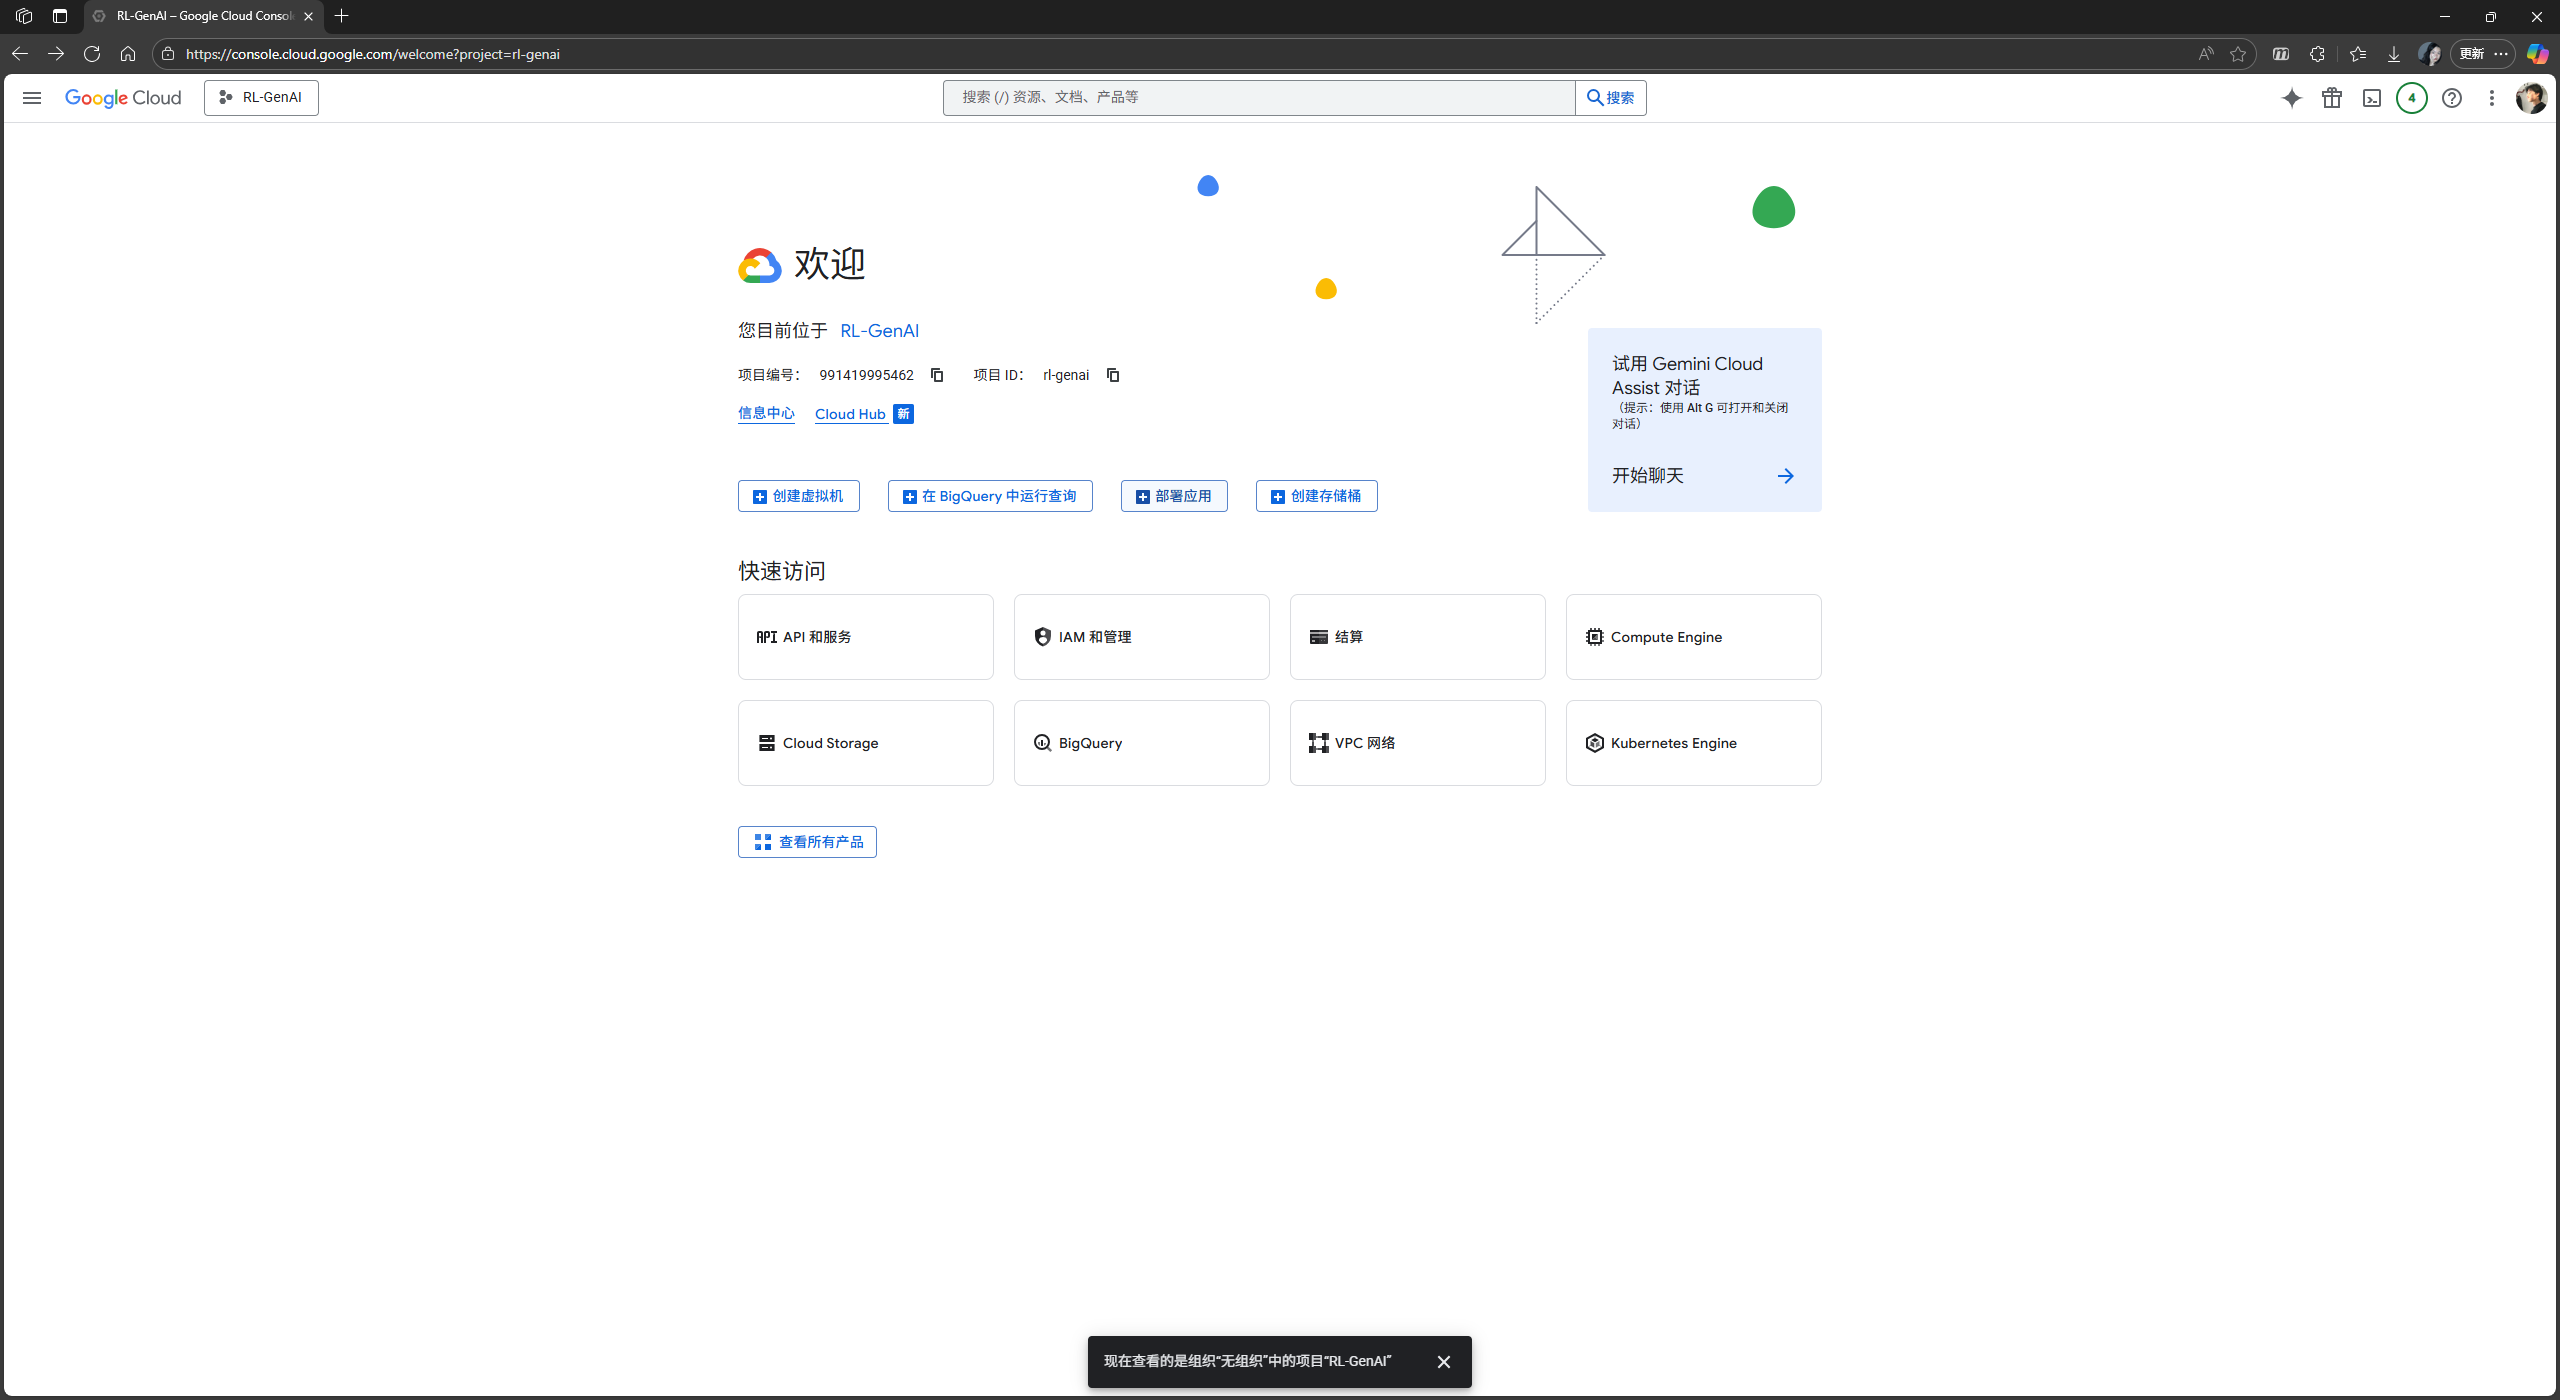 RL-GenAI – Google Cloud Consol
https://console.cloud.google.com/welcome?project=rl-genai
更新
Google Cloud
RL-GenAI
搜索 (/) 资源、文档、产品等
搜索
4
欢迎
您目前位于 RL-GenAI
项目编号： 991419995462 项目 ID： rl-genai
信息中心 Cloud Hub 新
试用 Gemini Cloud
Assist 对话
（提示：使用 Alt G 可打开和关闭
对话）
开始聊天
创建虚拟机
在 BigQuery 中运行查询
部署应用
创建存储桶
快速访问
API API 和服务
IAM 和管理
结算
Compute Engine
Cloud Storage
BigQuery
VPC 网络
Kubernetes Engine
查看所有产品
现在查看的是组织“无组织”中的项目“RL-GenAI”